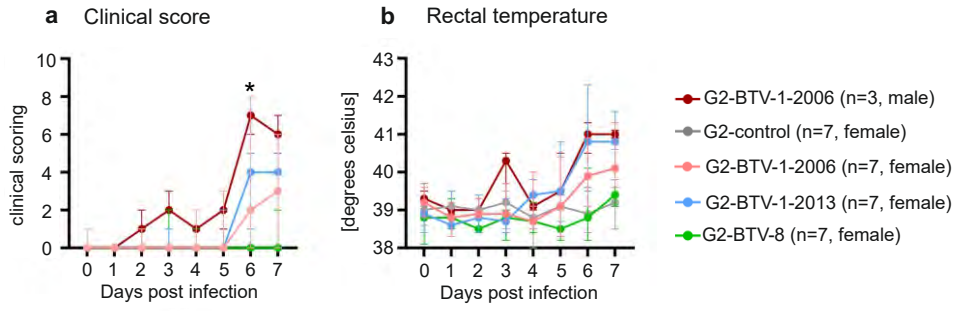 a Clinical score
clinical scoring
10
8
6
4
2
0
*
0 1 2 3 4 5 6 7
Days post infection
b Rectal temperature
[degrees celsius]
43
42
41
40
39
38
0 1 2 3 4 5 6 7
Days post infection
G2-BTV-1-2006 (n=3, male)
G2-control (n=7, female)
G2-BTV-1-2006 (n=7, female)
G2-BTV-1-2013 (n=7, female)
G2-BTV-8 (n=7, female)